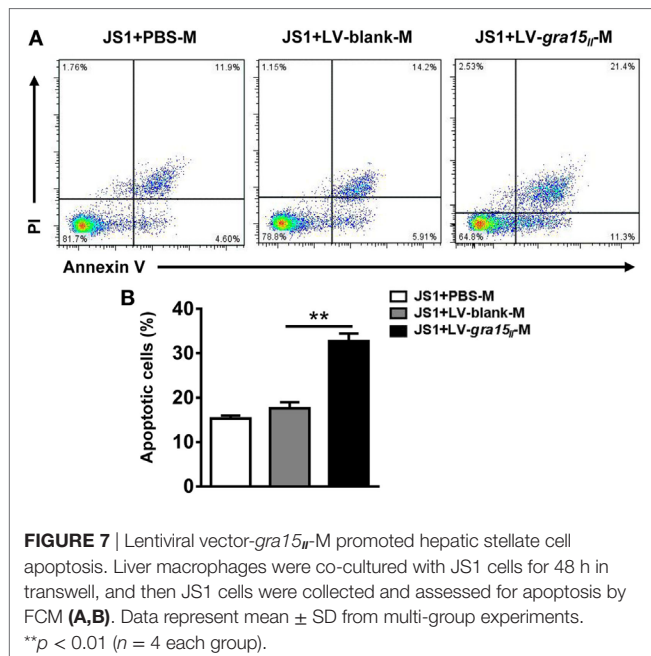 A
JS1+PBS-M JS1+LV-blank-M JS1+LV-gra15II-M
1.76% 11.9% 1.15% 14.2% 2.53% 21.4%
PI
81.7% 4.60% 78.8% 5.91% 64.8% 11.3%
Annexin V
B
JS1+PBS-M
JS1+LV-blank-M
JS1+LV-gra15II-M
**
Apoptotic cells (%)
40
30
20
10
0
FIGURE 7 | Lentiviral vector-gra15II-M promoted hepatic stellate cell
apoptosis. Liver macrophages were co-cultured with JS1 cells for 48 h in
transwell, and then JS1 cells were collected and assessed for apoptosis by
FCM (A,B). Data represent mean ± SD from multi-group experiments.
**p < 0.01 (n = 4 each group).